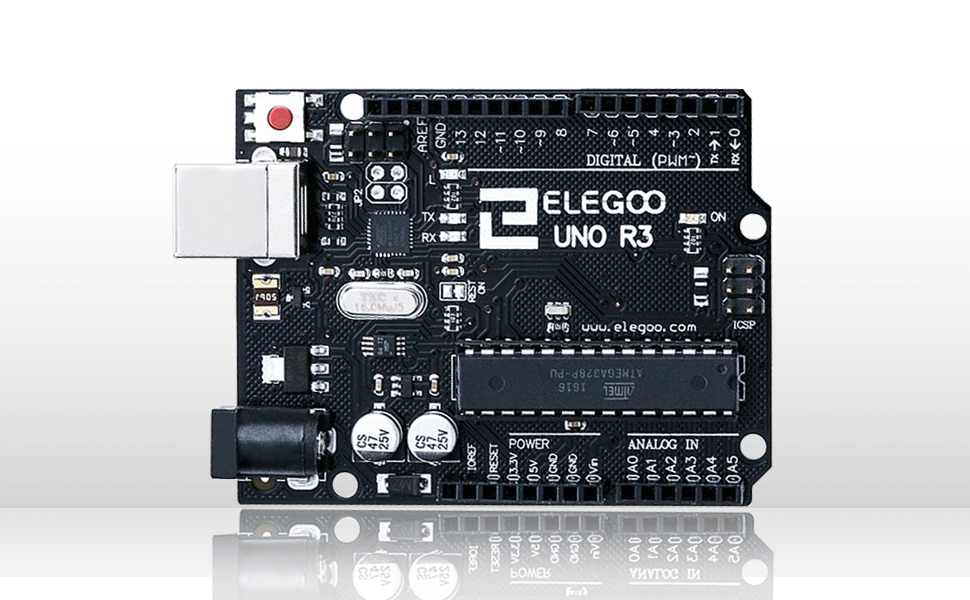 AREF
GND
13
12
~11
~10
~9
8
7
~6
~5
4
~3
2
TX→1
RX←0
DIGITAL (PWM~)
JP2
L
TX
RX
ELEGOO
UNO R3
ON
ICSP
www.elegoo.com
ATMEL
1616
ATMEGA328P-PU
CS
47
25V
CS
47
25V
POWER
IOREF
RESET
3.3V
5V
GND
GND
Vin
ANALOG IN
A0
A1
A2
A3
A4
A5